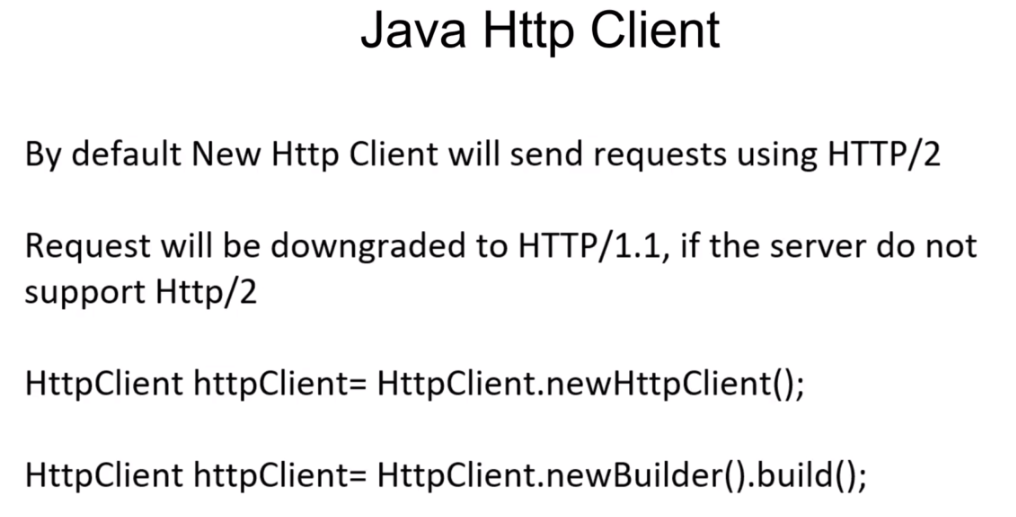 Java Http Client
By default New Http Client will send requests using HTTP/2
Request will be downgraded to HTTP/1.1, if the server do not
support Http/2
HttpClient httpClient= HttpClient.newHttpClient();
HttpClient httpClient= HttpClient.newBuilder().build();